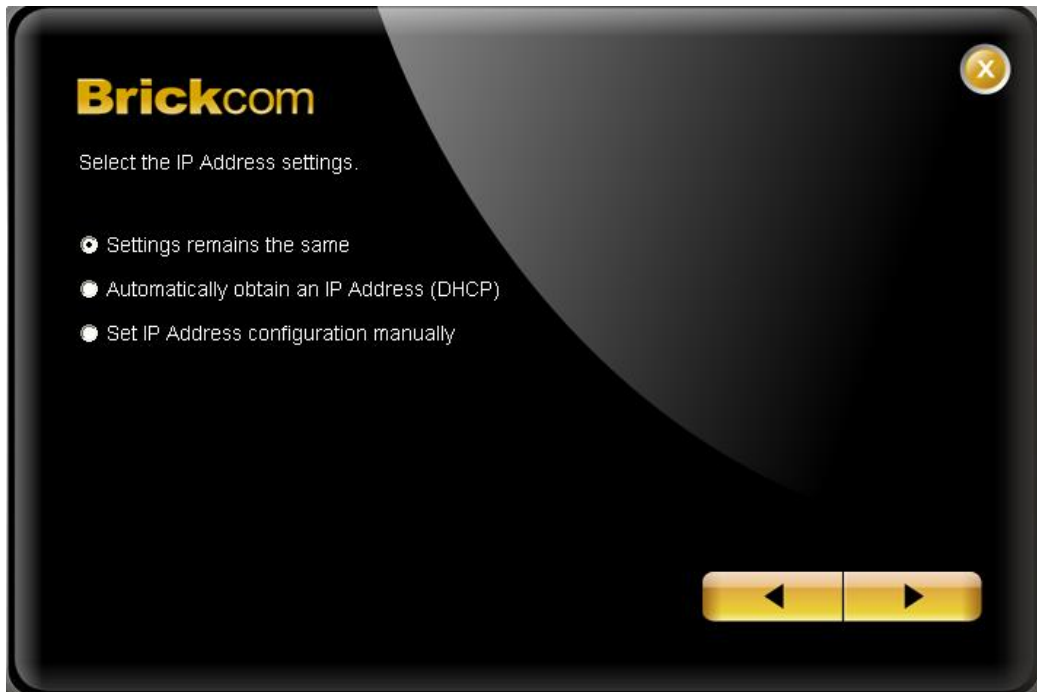 Brickcom
X
Select the IP Address settings.
Settings remains the same
Automatically obtain an IP Address (DHCP)
Set IP Address configuration manually